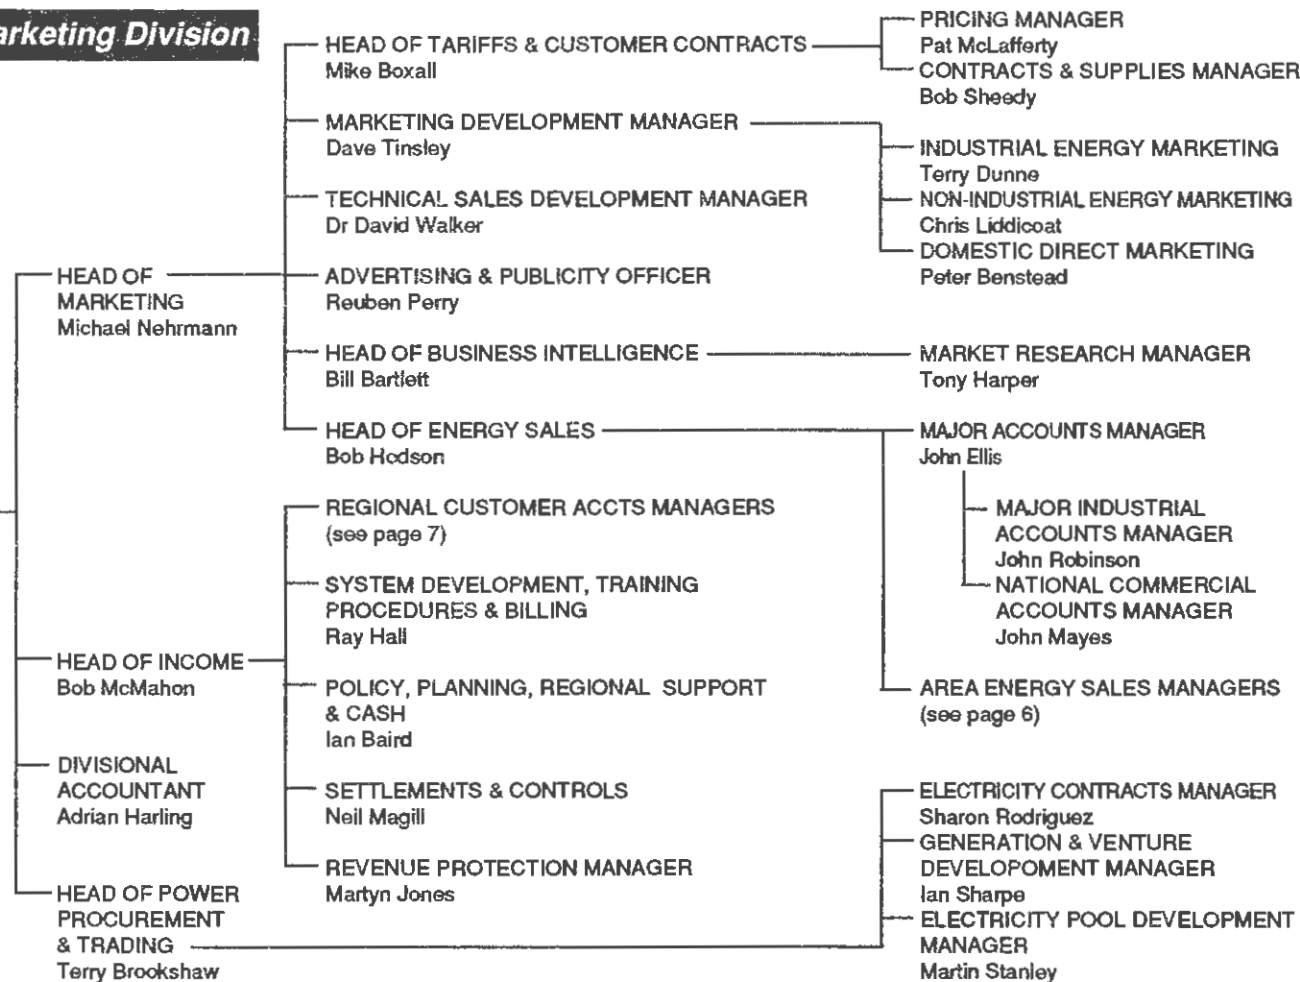 Marketing Division
HEAD OF
MARKETING
Michael Nehrmann
HEAD OF INCOME
Bob McMahon
DIVISIONAL
ACCOUNTANT
Adrian Harling
HEAD OF POWER
PROCUREMENT
& TRADING
Terry Brookshaw
HEAD OF TARIFFS & CUSTOMER CONTRACTS
Mike Boxall
MARKETING DEVELOPMENT MANAGER
Dave Tinsley
TECHNICAL SALES DEVELOPMENT MANAGER
Dr David Walker
ADVERTISING & PUBLICITY OFFICER
Reuben Perry
HEAD OF BUSINESS INTELLIGENCE
Bill Bartlett
HEAD OF ENERGY SALES
Bob Hodson
REGIONAL CUSTOMER ACCTS MANAGERS
(see page 7)
SYSTEM DEVELOPMENT, TRAINING
PROCEDURES & BILLING
Ray Hall
POLICY, PLANNING, REGIONAL SUPPORT
& CASH
Ian Baird
SETTLEMENTS & CONTROLS
Neil Magill
REVENUE PROTECTION MANAGER
Martyn Jones
PRICING MANAGER
Pat McLafferty
CONTRACTS & SUPPLIES MANAGER
Bob Sheedy
INDUSTRIAL ENERGY MARKETING
Terry Dunne
NON-INDUSTRIAL ENERGY MARKETING
Chris Liddicoat
DOMESTIC DIRECT MARKETING
Peter Benstead
MARKET RESEARCH MANAGER
Tony Harper
MAJOR ACCOUNTS MANAGER
John Ellis
MAJOR INDUSTRIAL
ACCOUNTS MANAGER
John Robinson
NATIONAL COMMERCIAL
ACCOUNTS MANAGER
John Mayes
AREA ENERGY SALES MANAGERS
(see page 6)
ELECTRICITY CONTRACTS MANAGER
Sharon Rodriguez
GENERATION & VENTURE
DEVELOPOMENT MANAGER
Ian Sharpe
ELECTRICITY POOL DEVELOPMENT
MANAGER
Martin Stanley